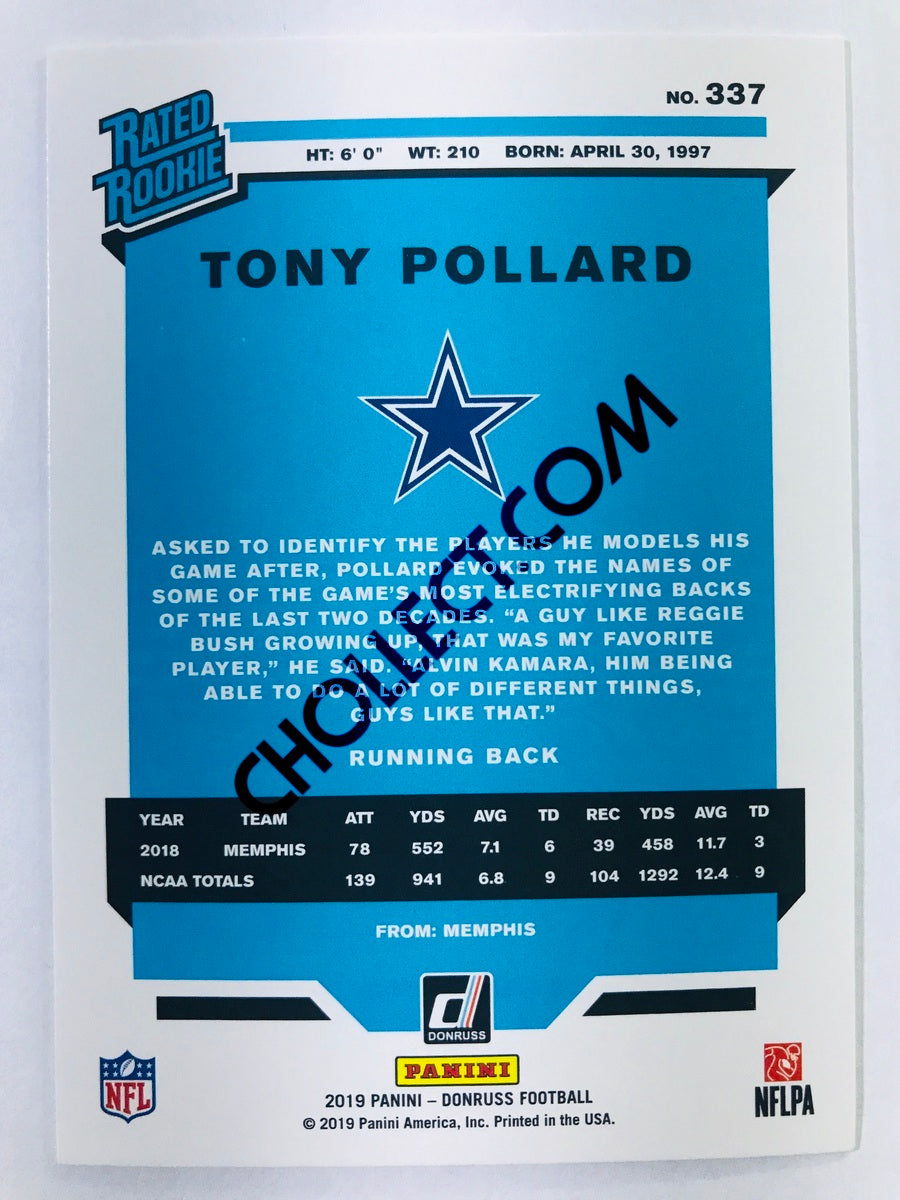 NO. 337
RATED
ROOKIE
HT: 6' 0" WT: 210 BORN: APRIL 30, 1997
TONY POLLARD
ASKED TO IDENTIFY THE PLAYERS HE MODELS HIS
GAME AFTER, POLLARD EVOKED THE NAMES OF
SOME OF THE GAME'S MOST ELECTRIFYING BACKS
OF THE LAST TWO DECADES. “A GUY LIKE REGGIE
BUSH GROWING UP, THAT WAS MY FAVORITE
PLAYER,” HE SAID. “ALVIN KAMARA, HIM BEING
ABLE TO DO A LOT OF DIFFERENT THINGS,
GUYS LIKE THAT.”
CHOLLECT.COM
RUNNING BACK
YEAR TEAM ATT YDS AVG TD REC YDS AVG TD
2018 MEMPHIS 78 552 7.1 6 39 458 11.7 3
NCAA TOTALS 139 941 6.8 9 104 1292 12.4 9
FROM: MEMPHIS
d
DONRUSS
PANINI
NFL
2019 PANINI – DONRUSS FOOTBALL
© 2019 Panini America, Inc. Printed in the USA.
NFLPA